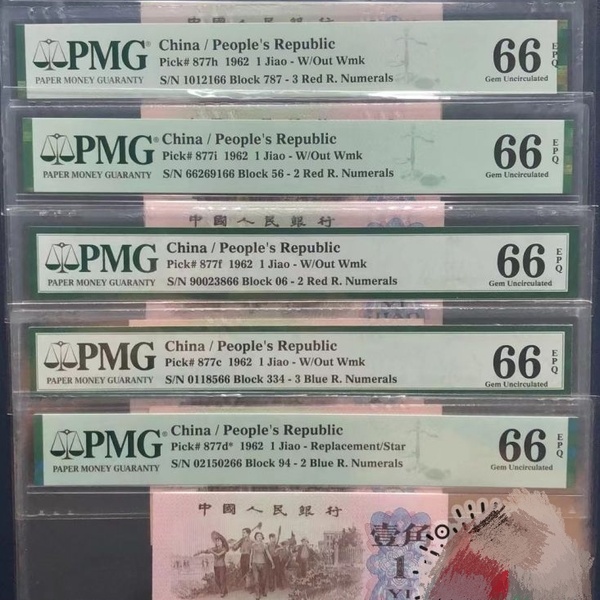 PMG
PAPER MONEY GUARANTY
China / People's Republic
Pick# 877h 1962 1 Jiao - W/Out Wmk
S/N 1012166 Block 787 - 3 Red R. Numerals
66 EPQ
Gem Uncirculated
PMG
PAPER MONEY GUARANTY
China / People's Republic
Pick# 877i 1962 1 Jiao - W/Out Wmk
S/N 66269166 Block 56 - 2 Red R. Numerals
66 EPQ
Gem Uncirculated
中國人民銀行
PMG
PAPER MONEY GUARANTY
China / People's Republic
Pick# 877f 1962 1 Jiao - W/Out Wmk
S/N 90023866 Block 06 - 2 Red R. Numerals
66 EPQ
Gem Uncirculated
YI
JIAO
PMG
PAPER MONEY GUARANTY
China / People's Republic
Pick# 877c 1962 1 Jiao - W/Out Wmk
S/N 0118566 Block 334 - 3 Blue R. Numerals
66 EPQ
Gem Uncirculated
PMG
PAPER MONEY GUARANTY
China / People's Republic
Pick# 877d* 1962 1 Jiao - Replacement/Star
S/N 02150266 Block 94 - 2 Blue R. Numerals
66 EPQ
Gem Uncirculated
中國人民銀行
壹角
1
YI